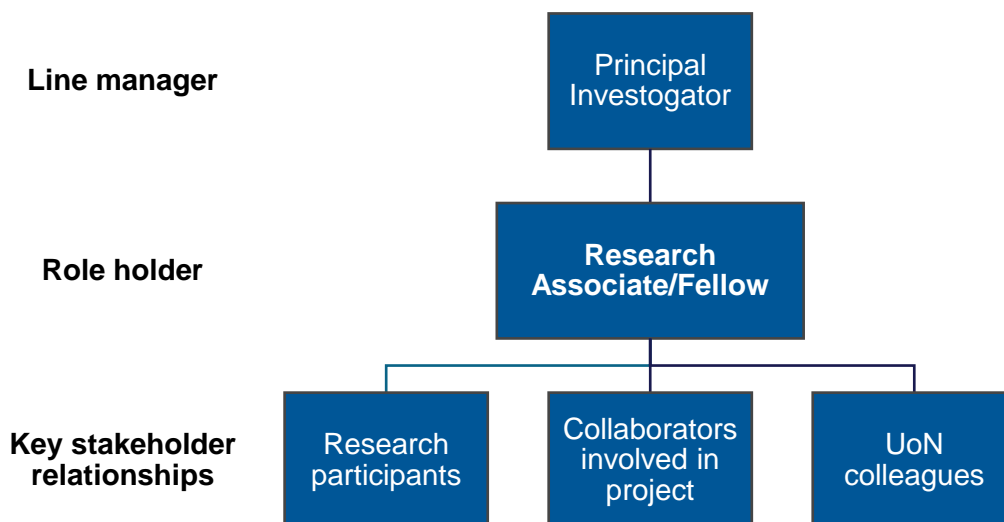 Line manager
Principal
Investogator
Role holder
Research
Associate/Fellow
Key stakeholder
relationships
Research
participants
Collaborators
involved in
project
UoN
colleagues